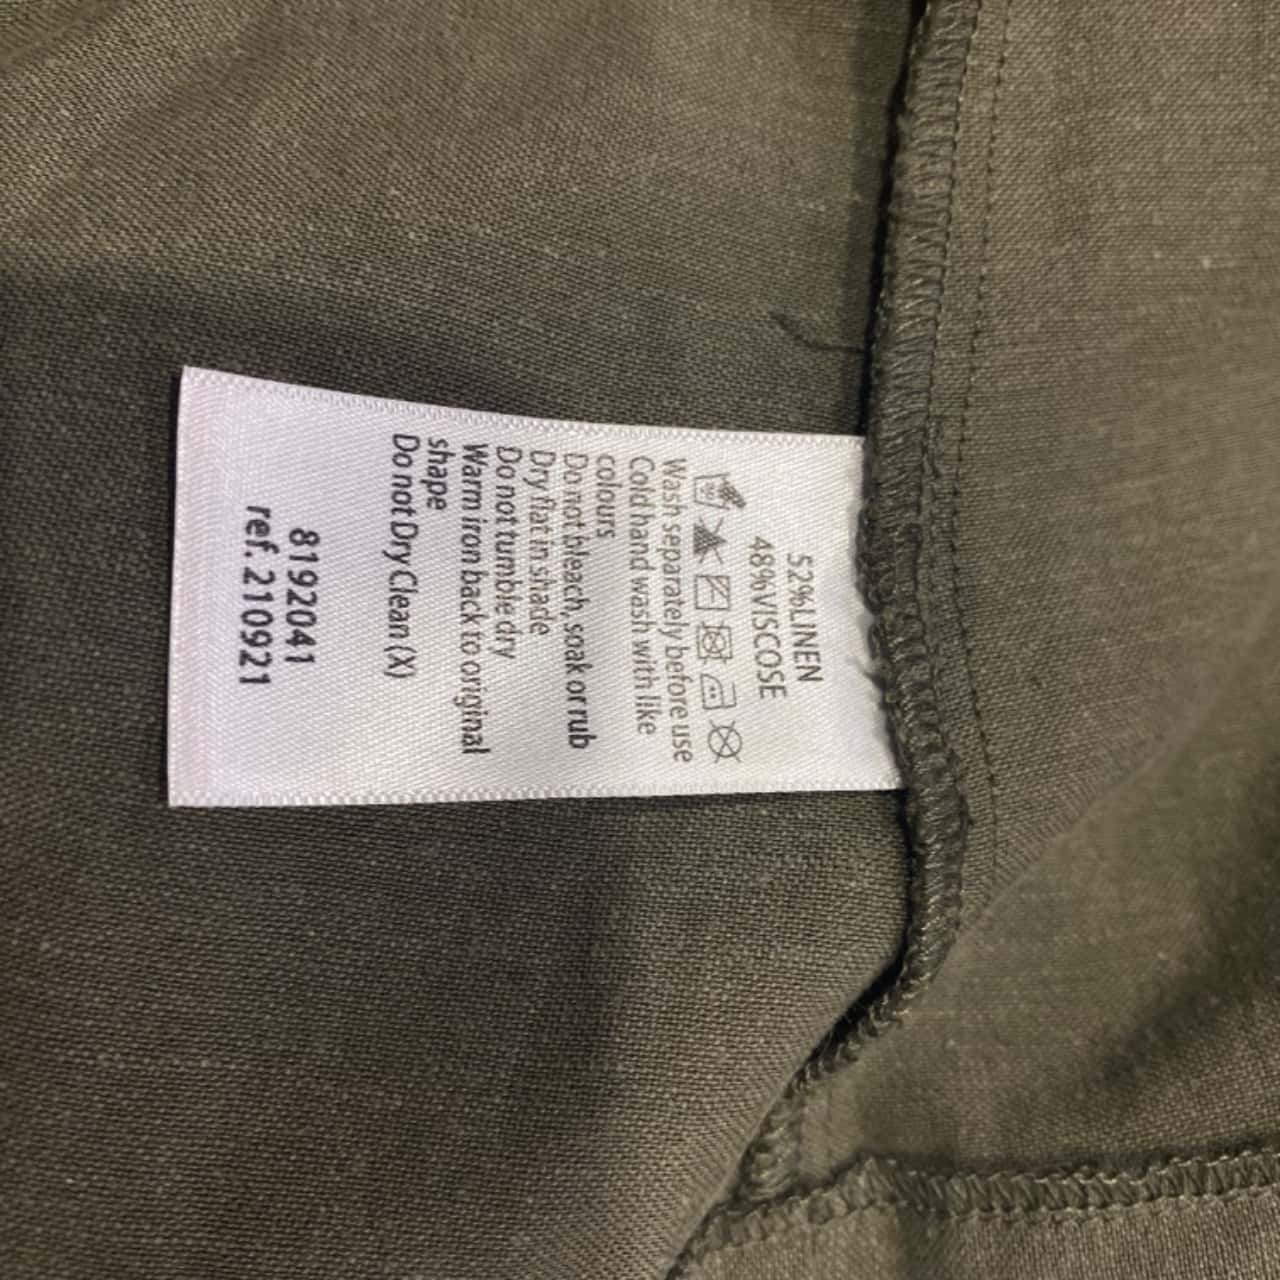 52%LINEN
48%VISCOSE
Wash separately before use
Cold hand wash with like
colours
Do not bleach, soak or rub
Dry flat in shade
Do not tumble dry
Warm iron back to original
shape
Do not Dry Clean (X)
8192041
ref. 210921